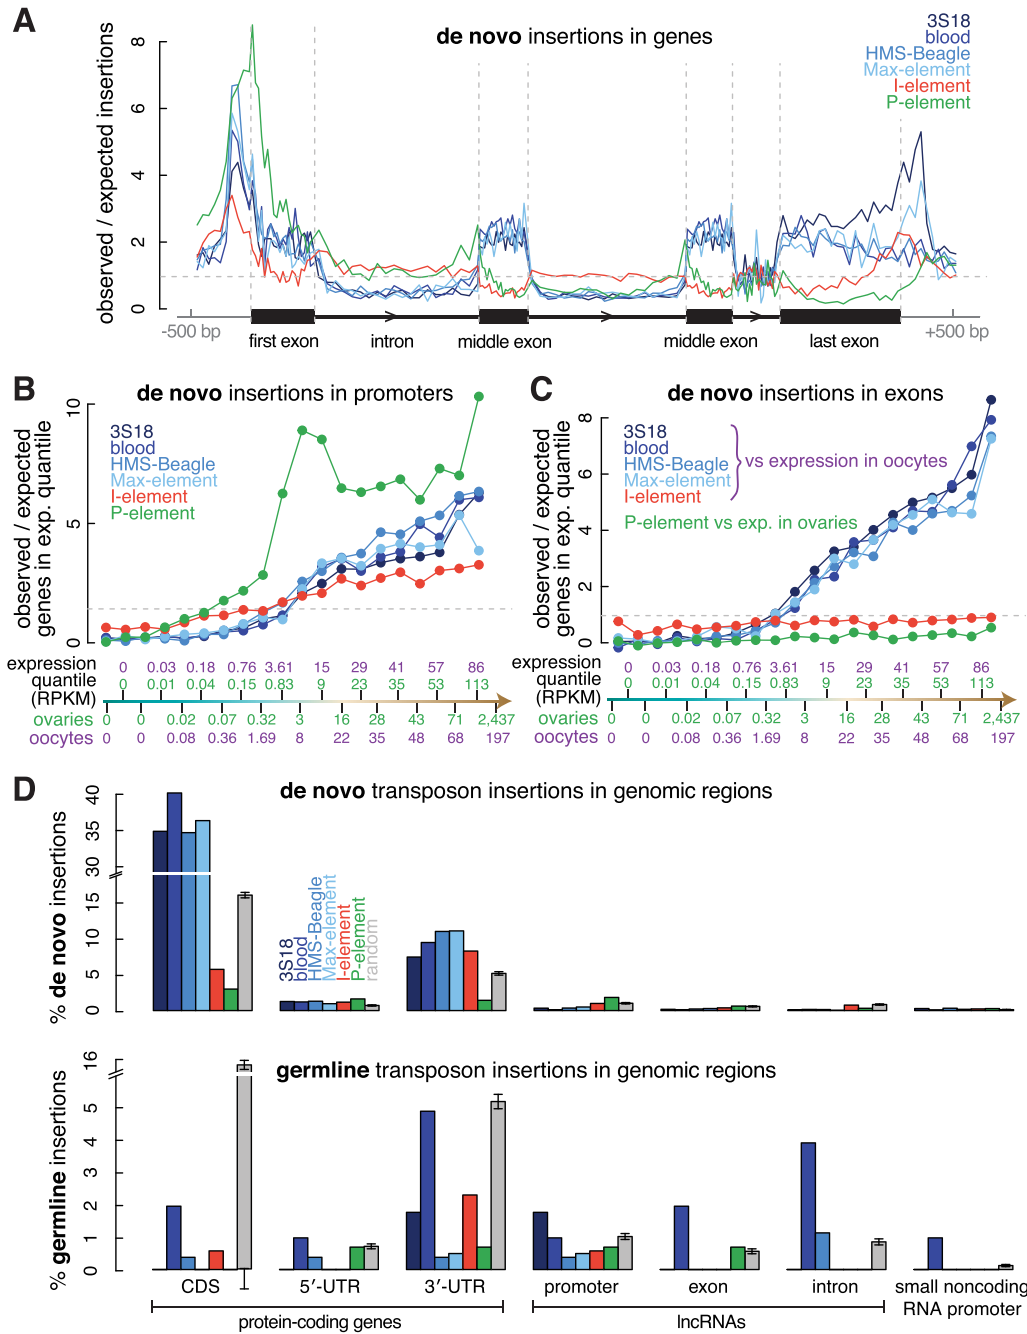 A
de novo insertions in genes
3S18
blood
HMS-Beagle
Max-element
I-element
P-element
observed / expected insertions
8
6
4
2
0
-500 bp
first exon
intron
middle exon
middle exon
last exon
+500 bp
B
de novo insertions in promoters
observed / expected
genes in exp. quantile
10
5
0
3S18
blood
HMS-Beagle
Max-element
I-element
P-element
expression
quantile
(RPKM)
0 0.03 0.18 0.76 3.61 15 29 41 57 86
0 0.01 0.04 0.15 0.83 9 23 35 53 113
ovaries 0 0 0.02 0.07 0.32 3 16 28 43 71 2,437
oocytes 0 0 0.08 0.36 1.69 8 22 35 48 68 197
C
de novo insertions in exons
observed / expected
genes in exp. quantile
8
6
4
2
0
3S18
blood
HMS-Beagle
Max-element
I-element
vs expression in oocytes
P-element vs exp. in ovaries
expression
quantile
(RPKM)
0 0.03 0.18 0.76 3.61 15 29 41 57 86
0 0.01 0.04 0.15 0.83 9 23 35 53 113
ovaries 0 0 0.02 0.07 0.32 3 16 28 43 71 2,437
oocytes 0 0 0.08 0.36 1.69 8 22 35 48 68 197
D
de novo transposon insertions in genomic regions
% de novo insertions
40
35
30
15
10
5
0
3S18
blood
HMS-Beagle
Max-element
I-element
P-element
random
germline transposon insertions in genomic regions
% germline insertions
16
5
4
3
2
1
0
CDS
5′-UTR
3′-UTR
promoter
exon
intron
small noncoding
RNA promoter
protein-coding genes
lncRNAs